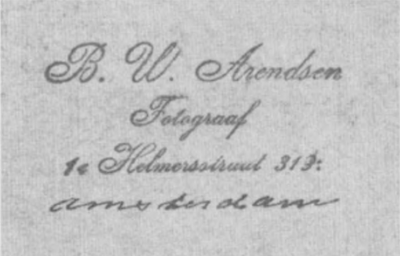 B. W. Arendsen
Fotograaf
1e Helmersstraat 313.
Amsterdam